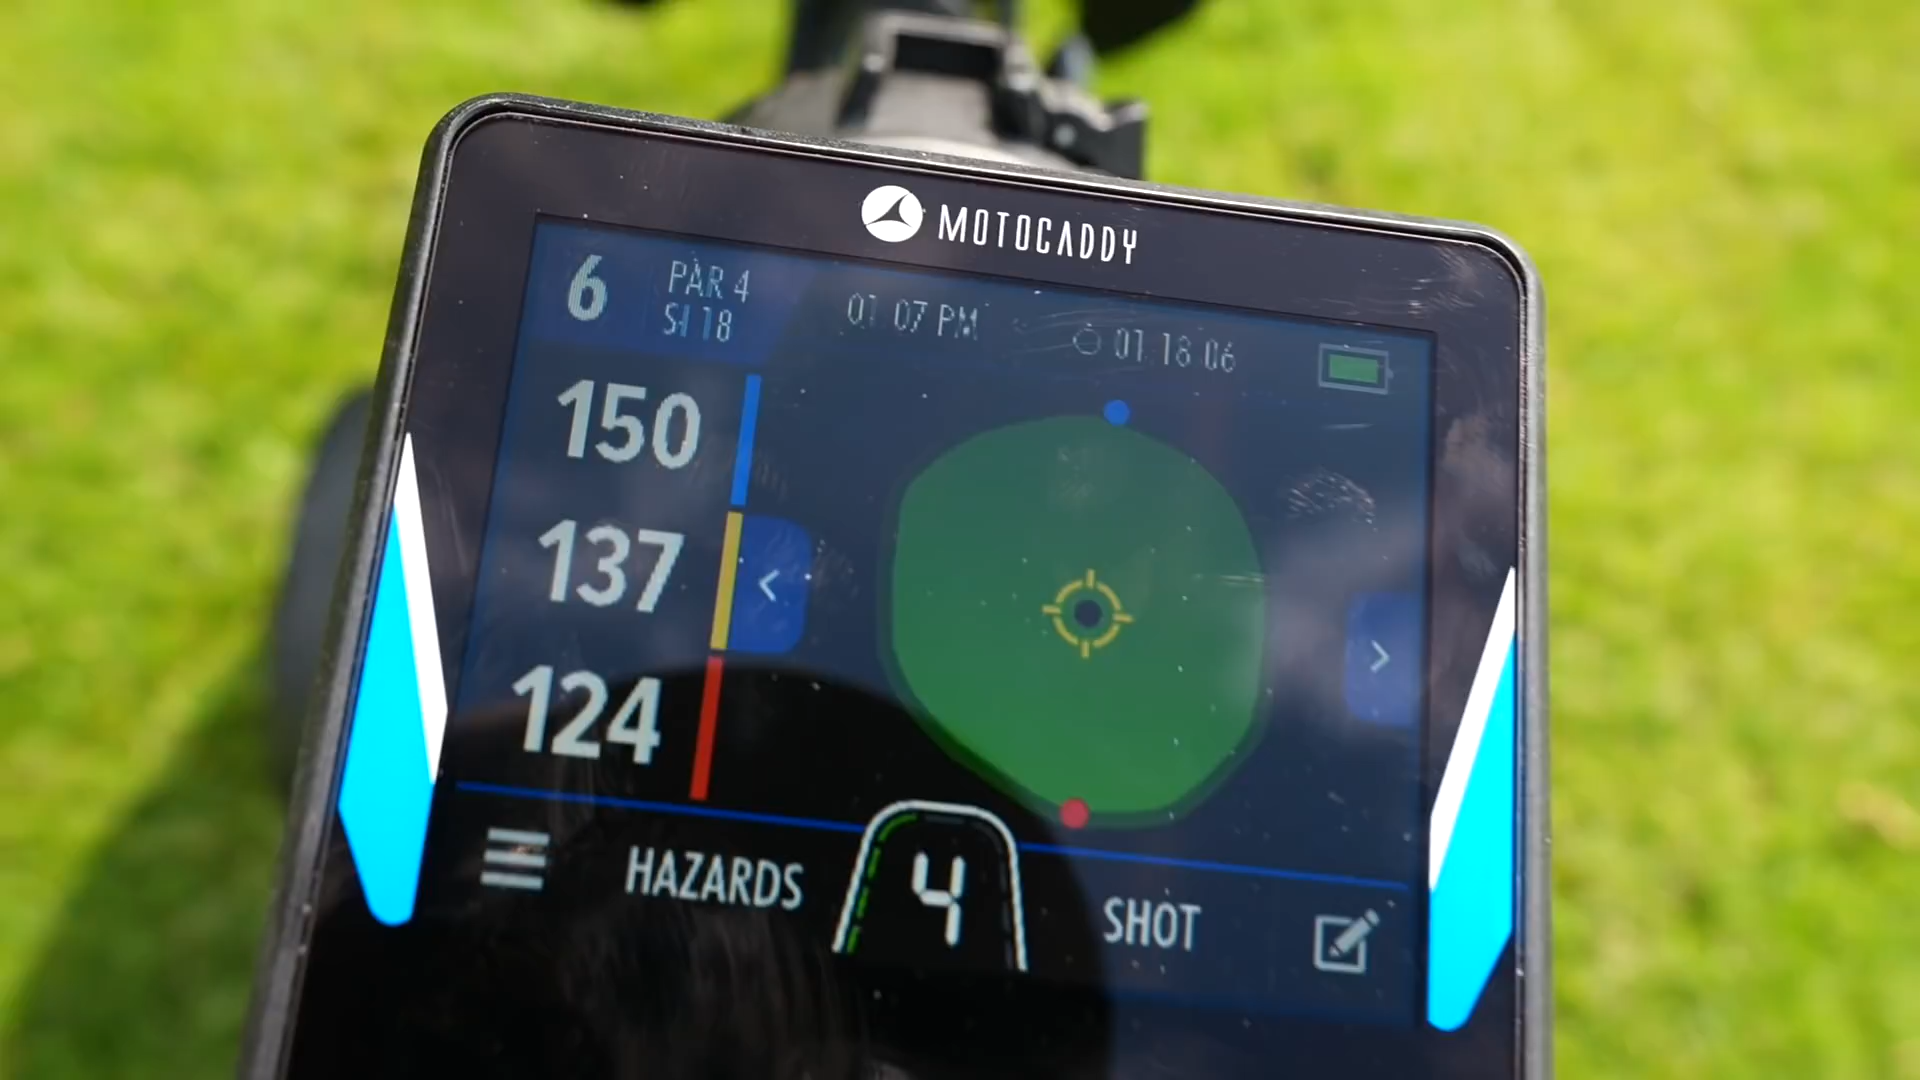 MOTOCADDY
6
PAR 4
SI 18
01 07 PM
01 18 06
150
137
<
>
124
HAZARDS
4
SHOT